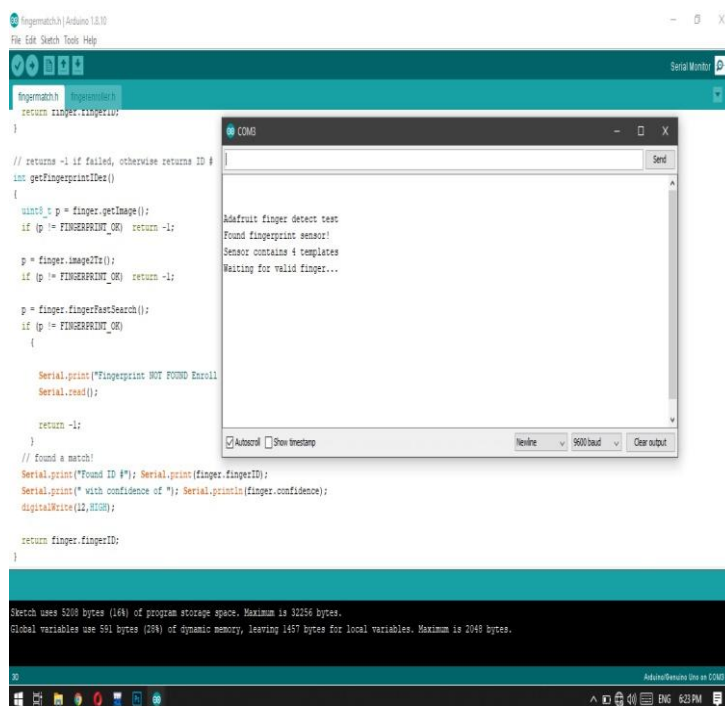 fingermatch.h | Arduino 1.8.10
File Edit Sketch Tools Help
Serial Monitor
fingermatch.h fingerenroller.h
return finger.fingerID;
}
// returns -1 if failed, otherwise returns ID #
int getFingerprintIDez()
{
uint8_t p = finger.getImage();
if (p != FINGERPRINT_OK) return -1;
p = finger.image2Tz();
if (p != FINGERPRINT_OK) return -1;
p = finger.fingerFastSearch();
if (p != FINGERPRINT_OK)
{
Serial.print("Fingerprint NOT FOUND Enroll
Serial.read();
return -1;
}
// found a match!
Serial.print("Found ID #"); Serial.print(finger.fingerID);
Serial.print(" with confidence of "); Serial.println(finger.confidence);
digitalWrite(12,HIGH);
return finger.fingerID;
}
COM3
Send
Adafruit finger detect test
Found fingerprint sensor!
Sensor contains 4 templates
Waiting for valid finger...
Autoscroll Show timestamp Newline 9600 baud Clear output
Sketch uses 5208 bytes (16%) of program storage space. Maximum is 32256 bytes.
Global variables use 591 bytes (28%) of dynamic memory, leaving 1457 bytes for local variables. Maximum is 2048 bytes.
Arduino/Genuino Uno on COM3
ENG 6:23 PM